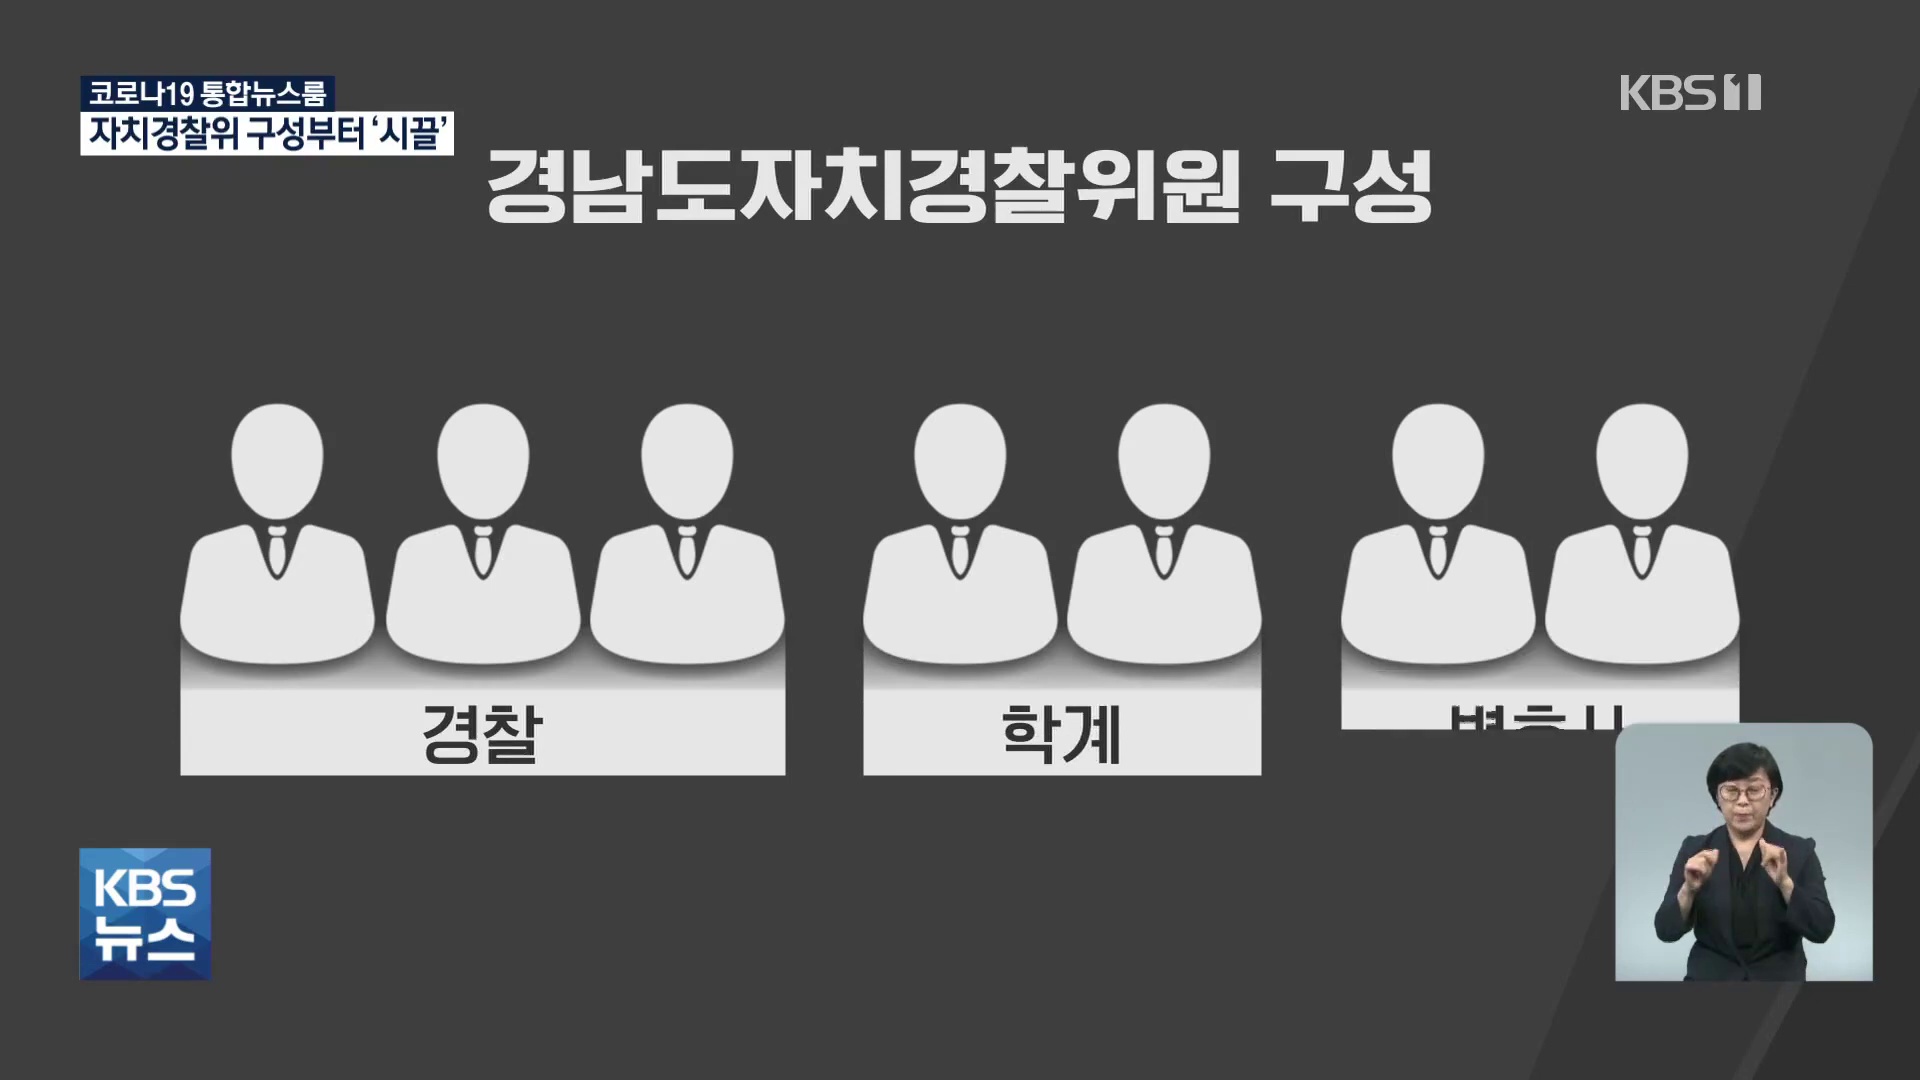 코로나19 통합뉴스룸
자치경찰위 구성부터 ‘시끌’
KBS 1
경남도자치경찰위원 구성
경찰
학계
KBS
뉴스